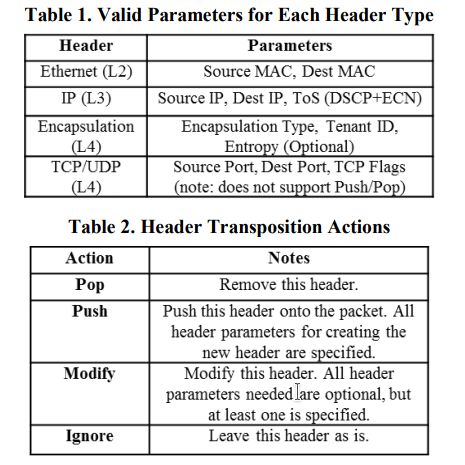 Table 1. Valid Parameters for Each Header Type
Header Parameters
Ethernet (L2) Source MAC, Dest MAC
IP (L3) Source IP, Dest IP, ToS (DSCP+ECN)
Encapsulation Encapsulation Type, Tenant ID,
(L4) Entropy (Optional)
TCP/UDP Source Port, Dest Port, TCP Flags
(L4) (note: does not support Push/Pop)
Table 2. Header Transposition Actions
Action Notes
Pop Remove this header.
Push Push this header onto the packet. All
header parameters for creating the
new header are specified.
Modify Modify this header. All header
parameters needed are optional, but
at least one is specified.
Ignore Leave this header as is.